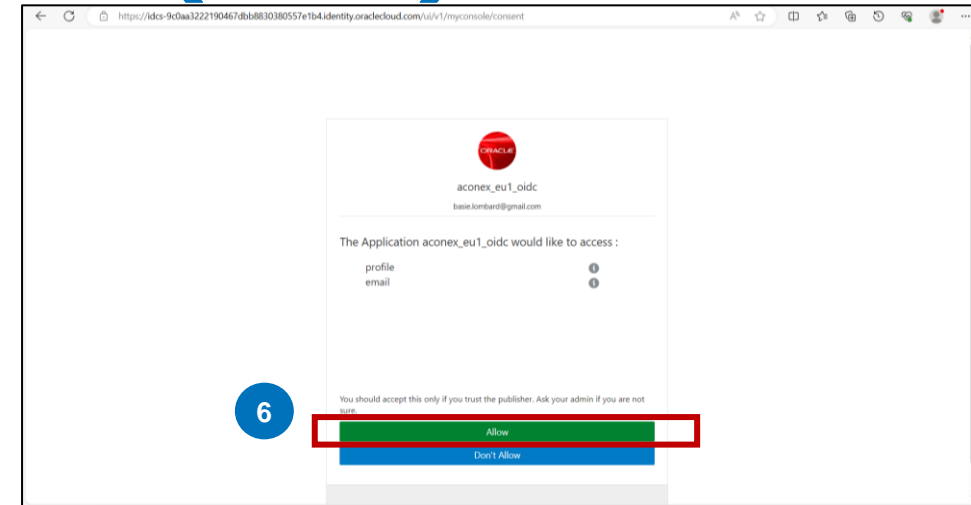 https://idcs-9c0aa3222190467dbb8830380557e1b4.identity.oraclecloud.com/ui/v1/myconsole/consent
ORACLE
aconex_eu1_oidc
basie.lombard@gmail.com
The Application aconex_eu1_oidc would like to access :
profile
email
You should accept this only if you trust the publisher. Ask your admin if you are not
sure.
6
Allow
Don't Allow